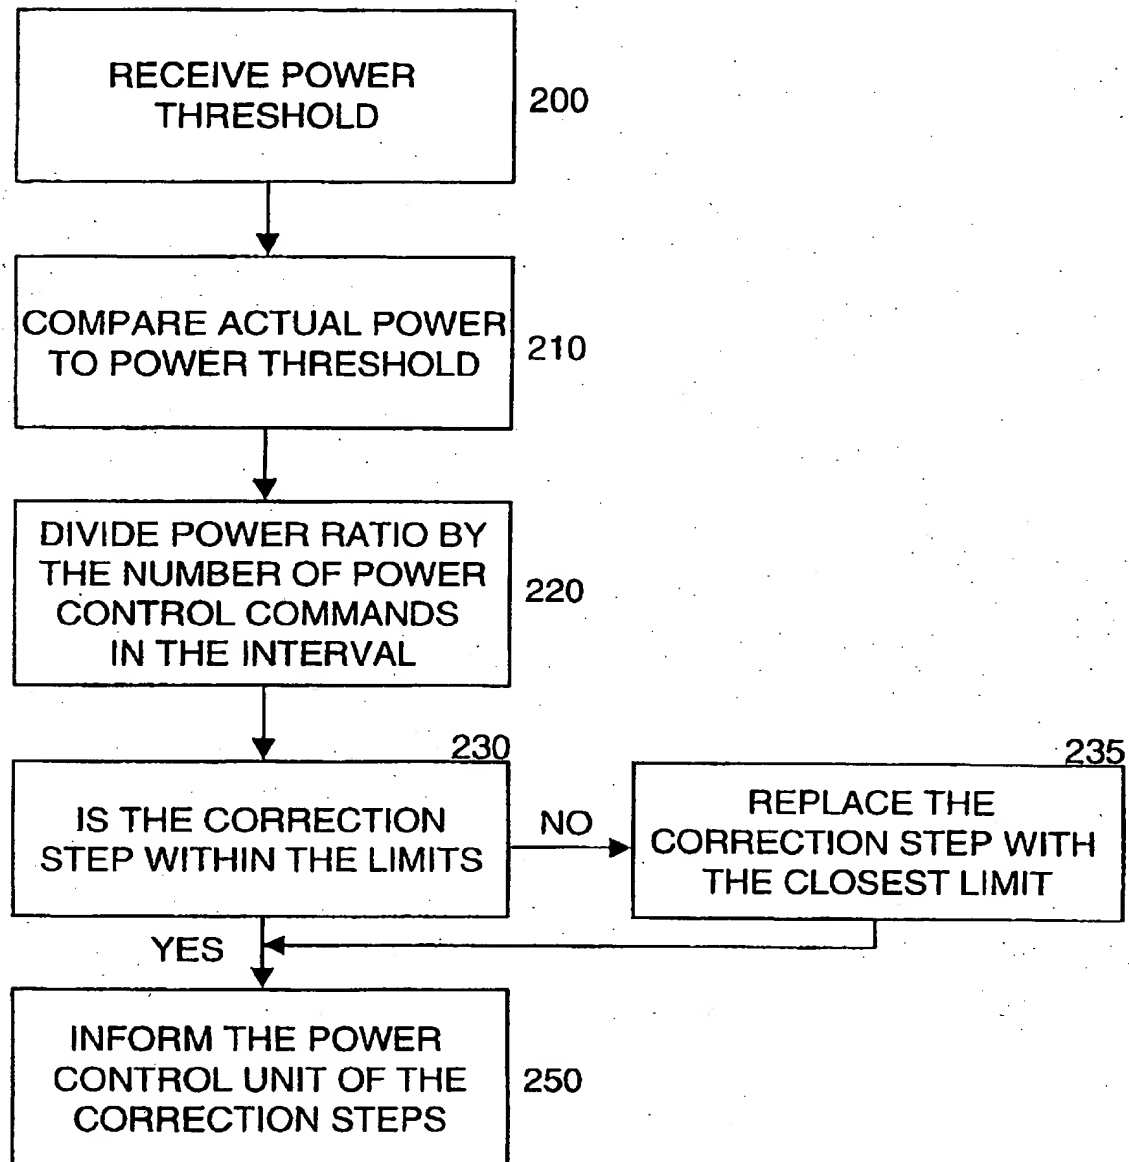 RECEIVE POWER
THRESHOLD
200
COMPARE ACTUAL POWER
TO POWER THRESHOLD
210
DIVIDE POWER RATIO BY
THE NUMBER OF POWER
CONTROL COMMANDS
IN THE INTERVAL
220
230
IS THE CORRECTION
STEP WITHIN THE LIMITS
NO
235
REPLACE THE
CORRECTION STEP WITH
THE CLOSEST LIMIT
YES
INFORM THE POWER
CONTROL UNIT OF THE
CORRECTION STEPS
250